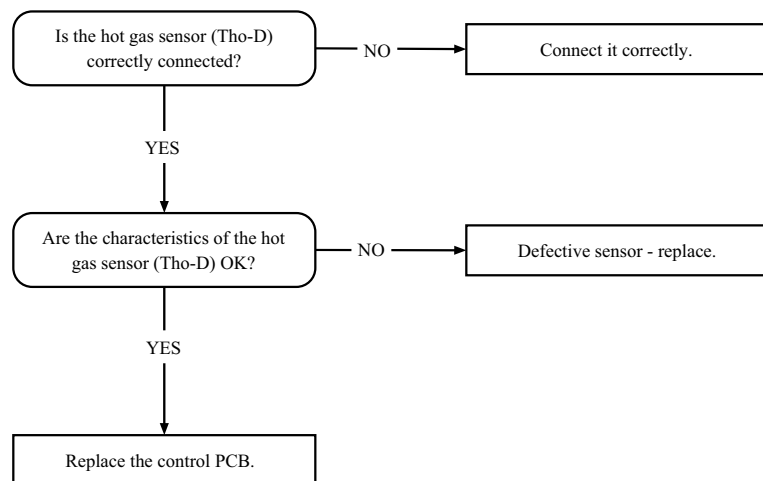 Is the hot gas sensor (Tho-D)
correctly connected?
NO
Connect it correctly.
YES
Are the characteristics of the hot
gas sensor (Tho-D) OK?
NO
Defective sensor - replace.
YES
Replace the control PCB.